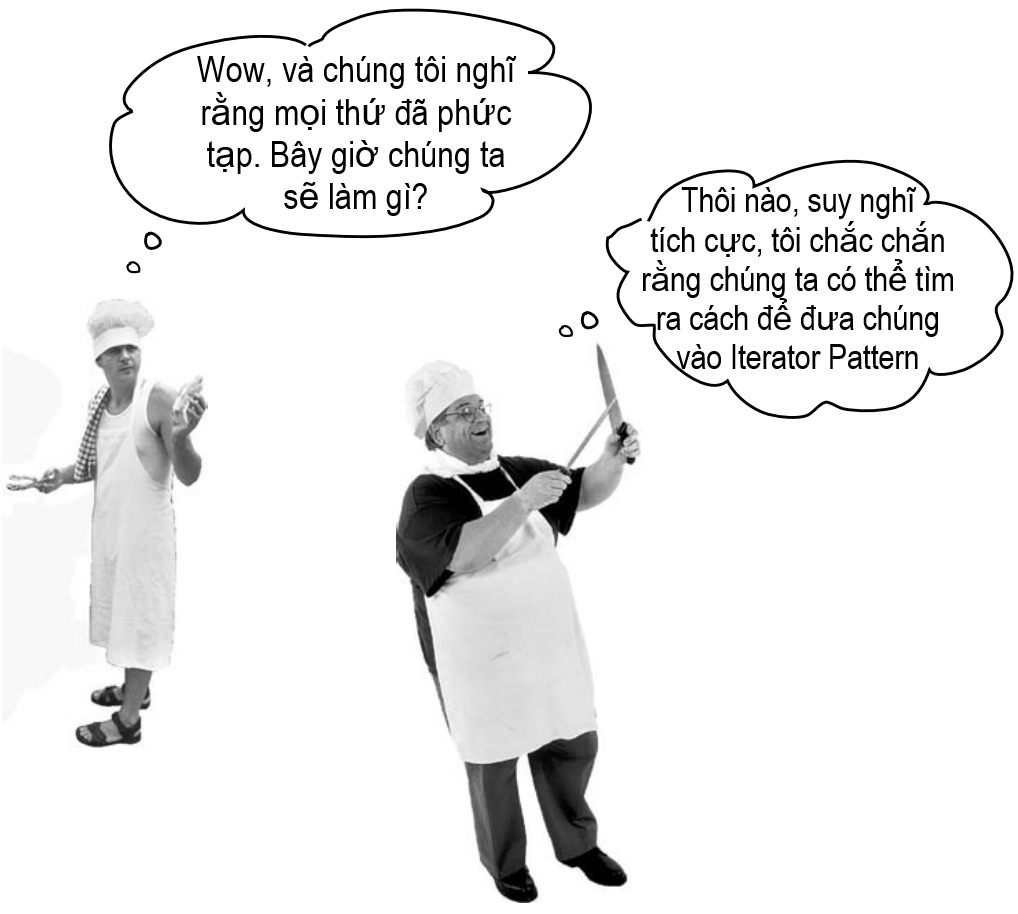 Wow, và chúng tôi nghĩ
rằng mọi thứ đã phức
tạp. Bây giờ chúng ta
sẽ làm gì?
Thôi nào, suy nghĩ
tích cực, tôi chắc chắn
rằng chúng ta có thể tìm
ra cách để đưa chúng
vào Iterator Pattern